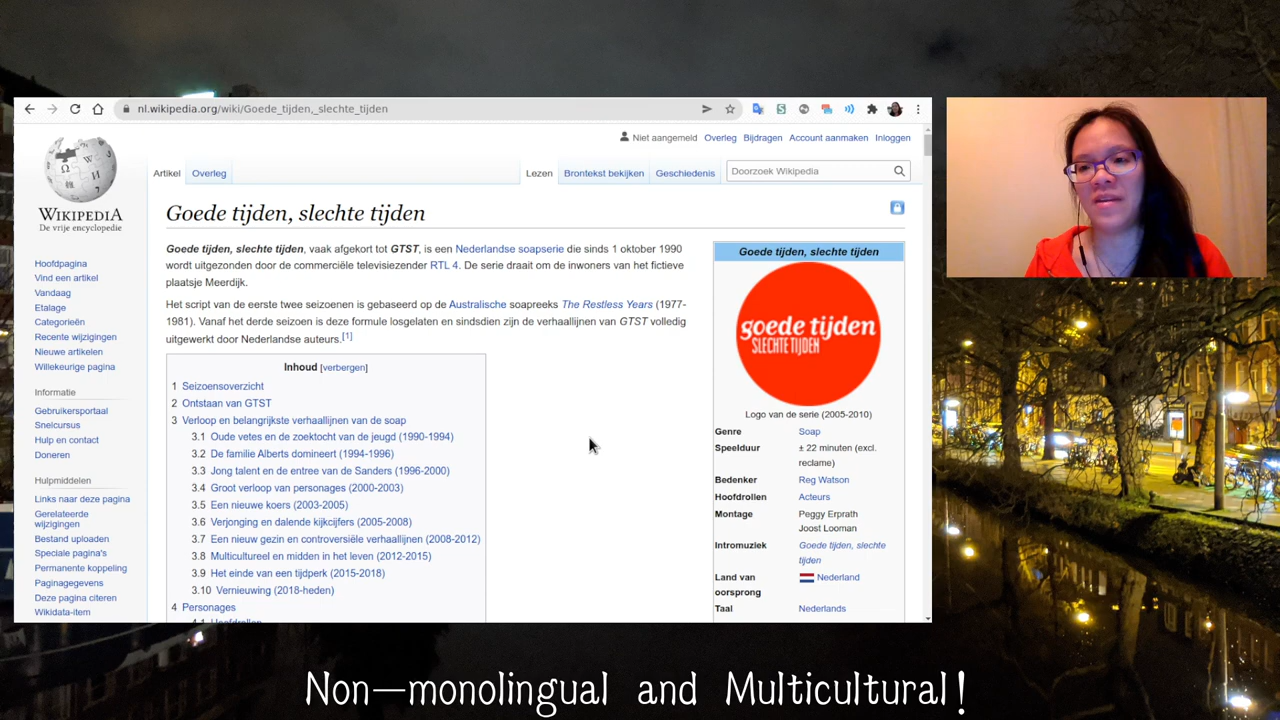 nl.wikipedia.org/wiki/Goede_tijden,_slechte_tijden
Niet aangemeld Overleg Bijdragen Account aanmaken Inloggen
Artikel Overleg Lezen Brontekst bekijken Geschiedenis Doorzoek Wikipedia
WIKIPEDIA
De vrije encyclopedie
Hoofdpagina
Vind een artikel
Vandaag
Etalage
Categorieën
Recente wijzigingen
Nieuwe artikelen
Willekeurige pagina
Informatie
Gebruikersportaal
Snelcursus
Hulp en contact
Doneren
Hulpmiddelen
Links naar deze pagina
Gerelateerde
wijzigingen
Bestand uploaden
Speciale pagina's
Permanente koppeling
Paginagegevens
Deze pagina citeren
Wikidata-item
Goede tijden, slechte tijden
Goede tijden, slechte tijden, vaak afgekort tot GTST, is een Nederlandse soapserie die sinds 1 oktober 1990
wordt uitgezonden door de commerciële televisiezender RTL 4. De serie draait om de inwoners van het fictieve
plaatsje Meerdijk.
Het script van de eerste twee seizoenen is gebaseerd op de Australische soapreeks The Restless Years (1977-
1981). Vanaf het derde seizoen is deze formule losgelaten en sindsdien zijn de verhaallijnen van GTST volledig
uitgewerkt door Nederlandse auteurs.[1]
Inhoud [verbergen]
1 Seizoensoverzicht
2 Ontstaan van GTST
3 Verloop en belangrijkste verhaallijnen van de soap
3.1 Oude vetes en de zoektocht van de jeugd (1990-1994)
3.2 De familie Alberts domineert (1994-1996)
3.3 Jong talent en de entree van de Sanders (1996-2000)
3.4 Groot verloop van personages (2000-2003)
3.5 Een nieuwe koers (2003-2005)
3.6 Verjonging en dalende kijkcijfers (2005-2008)
3.7 Een nieuw gezin en controversiële verhaallijnen (2008-2012)
3.8 Multicultureel en midden in het leven (2012-2015)
3.9 Het einde van een tijdperk (2015-2018)
3.10 Vernieuwing (2018-heden)
4 Personages
4.1 Hoofdrollen
Goede tijden, slechte tijden
goede tijden
SLECHTE TIJDEN
Logo van de serie (2005-2010)
Genre Soap
Speelduur ± 22 minuten (excl.
reclame)
Bedenker Reg Watson
Hoofdrollen Acteurs
Montage Peggy Erprath
Joost Looman
Intromuziek Goede tijden, slechte
tijden
Land van Nederland
oorsprong
Taal Nederlands
Non-monolingual and Multicultural!